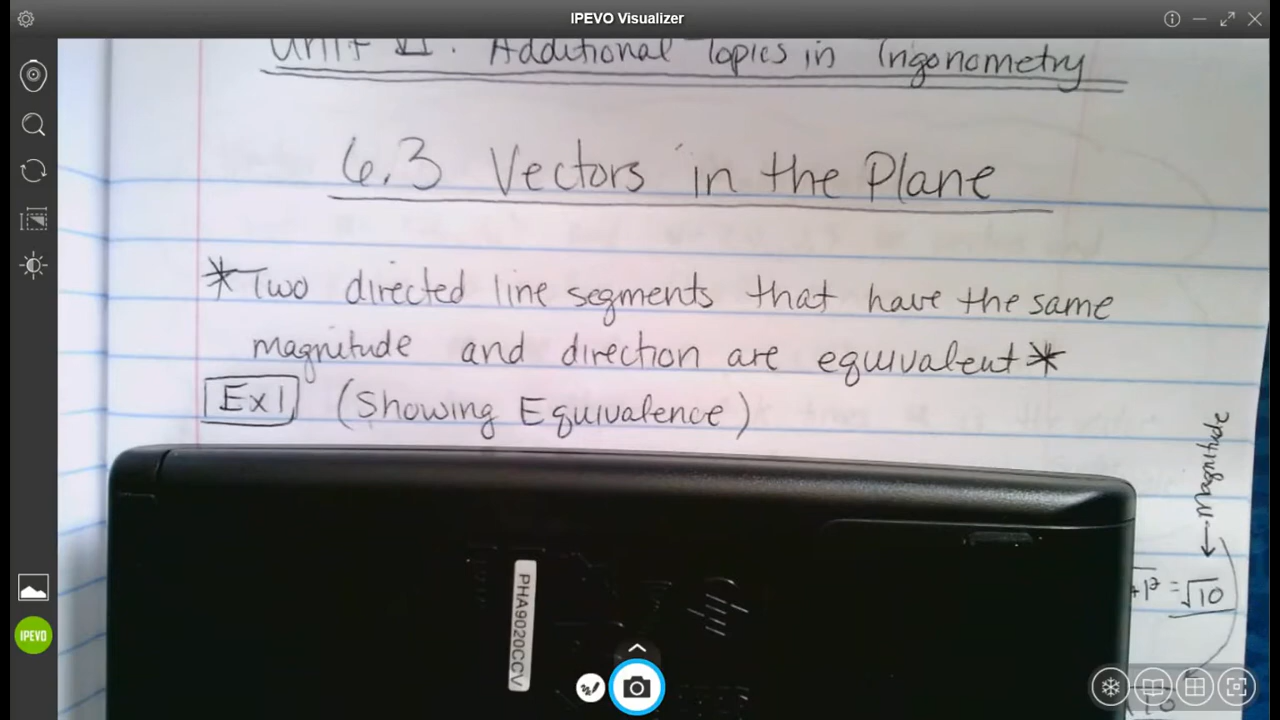 IPEVO Visualizer
Unit VI: Additional Topics in Trigonometry
6.3 Vectors in the Plane
*Two directed line segments that have the same
magnitude and direction are equivalent*
Ex 1 (Showing Equivalence)
← Magnitude
+1² = √10
PHA9020CCV
IPEVO